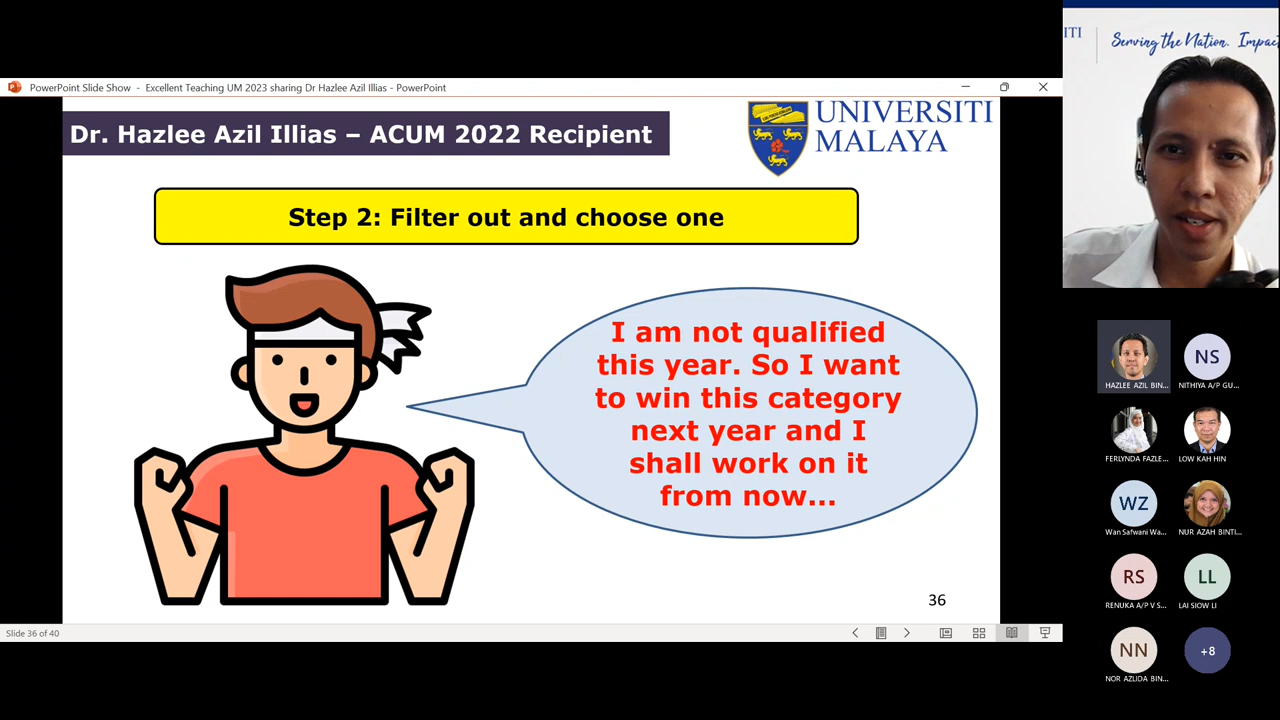 ITI
Serving the Nation. Impac
PowerPoint Slide Show - Excellent Teaching UM 2023 sharing Dr Hazlee Azil Illias - PowerPoint
Dr. Hazlee Azil Illias – ACUM 2022 Recipient
UNIVERSITI
MALAYA
Step 2: Filter out and choose one
I am not qualified
this year. So I want
to win this category
next year and I
shall work on it
from now...
36
Slide 36 of 40
HAZLEE AZIL BIN...
NS
NITHIYA A/P GU...
FERLYNDA FAZLE...
LOW KAH HIN
WZ
Wan Safwani Wa...
NUR AZAH BINTI...
RS
RENUKA A/P V S...
LL
LAI SIOW LI
NN
NOR AZLIDA BIN...
+8